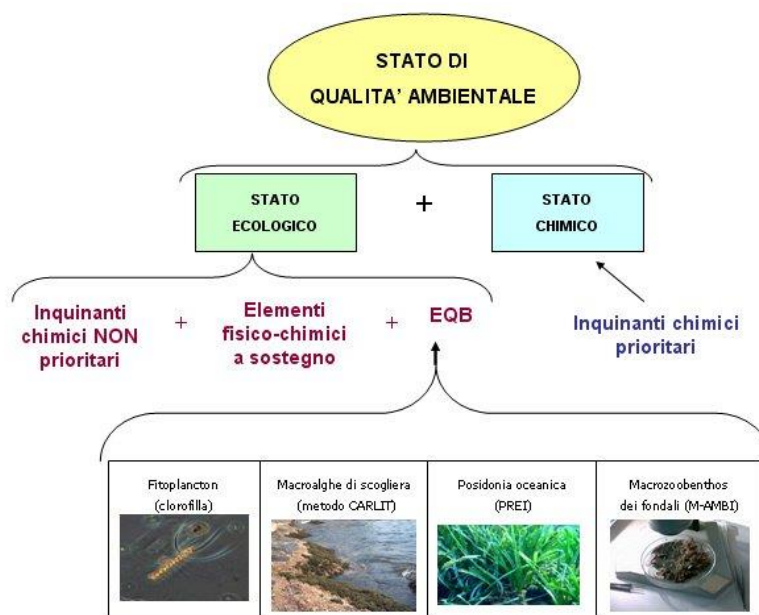 STATO DI
QUALITA' AMBIENTALE
STATO
ECOLOGICO
+
STATO
CHIMICO
Inquinanti
chimici NON
prioritari
+
Elementi
fisico-chimici
a sostegno
+
EQB
Inquinanti chimici
prioritari
Fitoplancton
(clorofilla)
Macroalghe di scogliera
(metodo CARLIT)
Posidonia oceanica
(PREI)
Macrozoobenthos
dei fondali (M-AMBI)